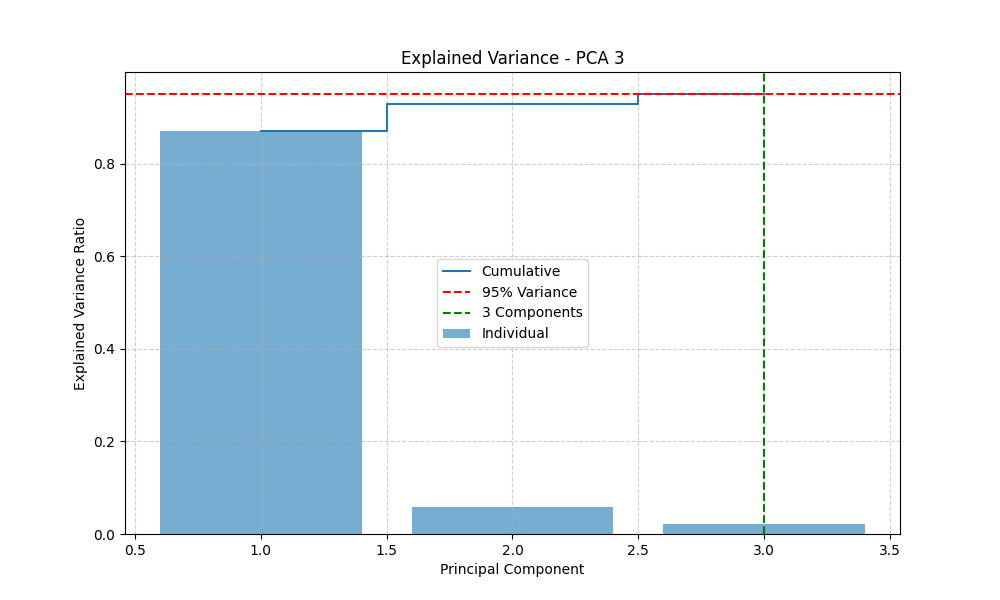 Explained Variance - PCA 3
Explained Variance Ratio
0.8
0.6
0.4
0.2
0.0
Cumulative
95% Variance
3 Components
Individual
0.5 1.0 1.5 2.0 2.5 3.0 3.5
Principal Component